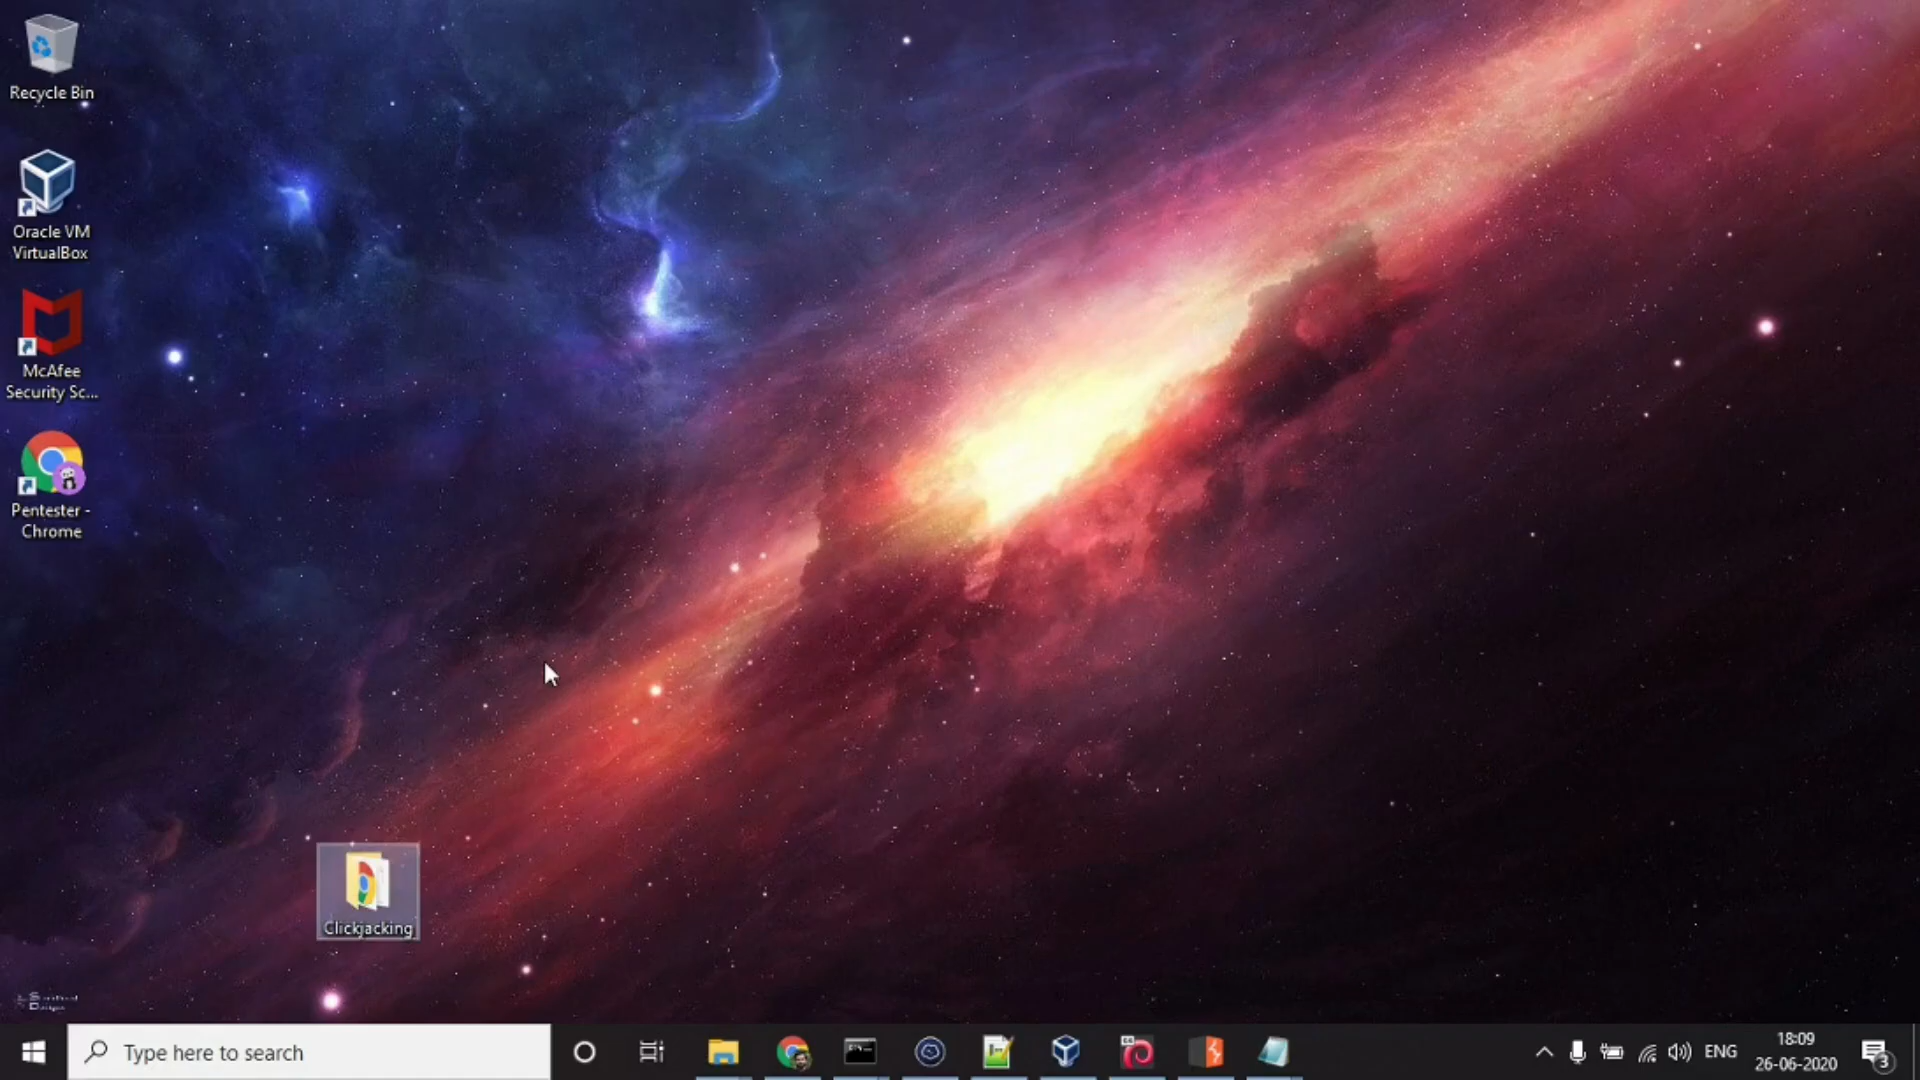 Recycle Bin
Oracle VM
VirtualBox
McAfee
Security Sc...
Pentester -
Chrome
Clickjacking
Type here to search
ENG
18:09
26-06-2020
3